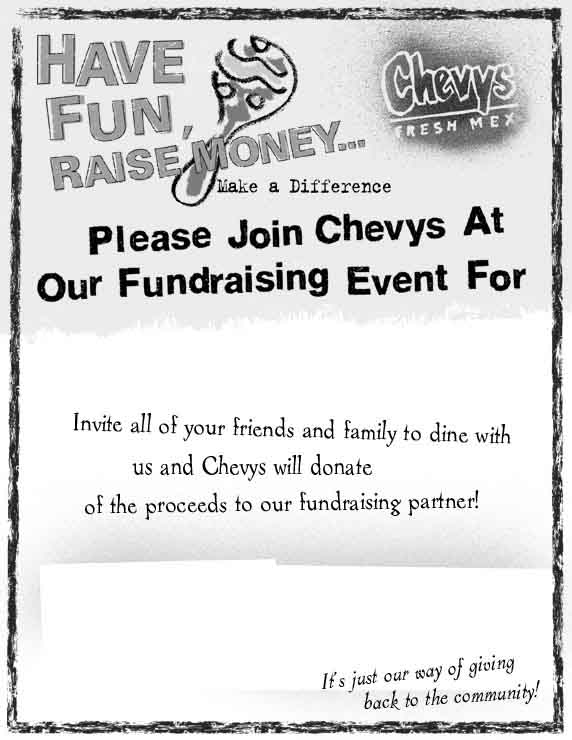 HAVE
FUN,
RAISE MONEY...
Make a Difference
Chevys
FRESH MEX
Please Join Chevys At
Our Fundraising Event For
Invite all of your friends and family to dine with
us and Chevys will donate
of the proceeds to our fundraising partner!
It's just our way of giving
back to the community!